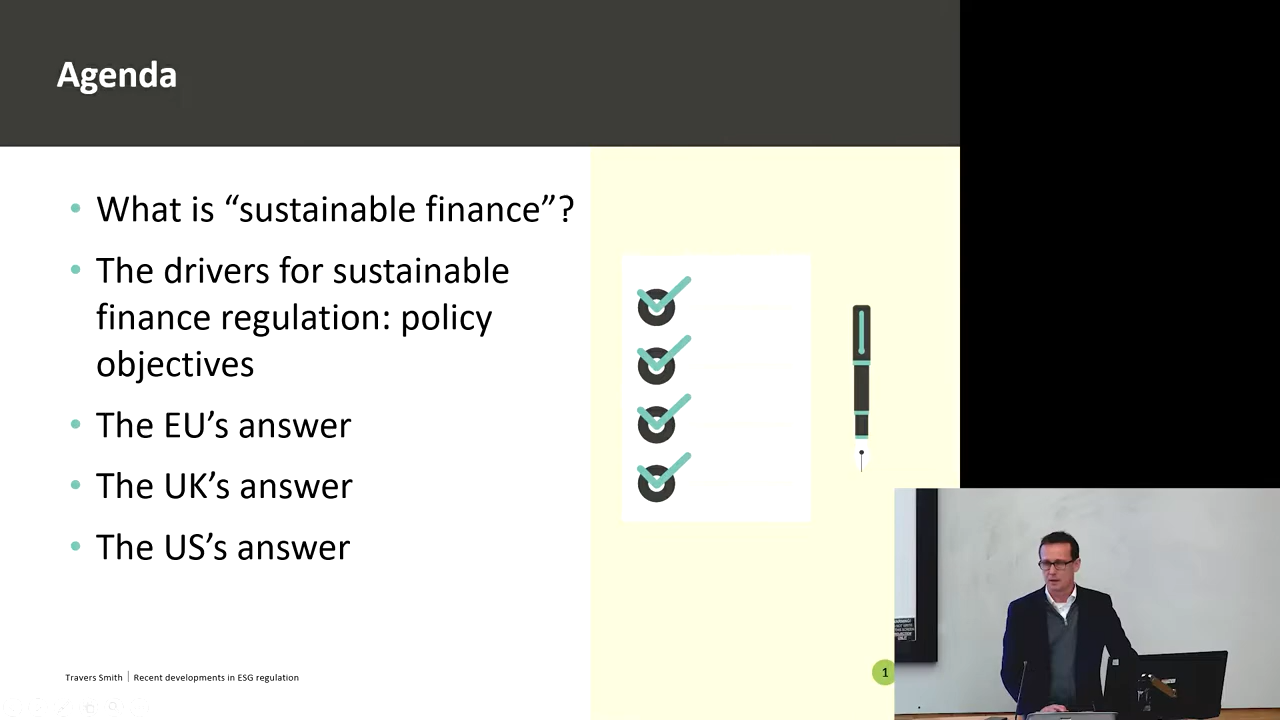 Agenda
• What is “sustainable finance”?
• The drivers for sustainable
finance regulation: policy
objectives
• The EU’s answer
• The UK’s answer
• The US’s answer
Travers Smith | Recent developments in ESG regulation
1